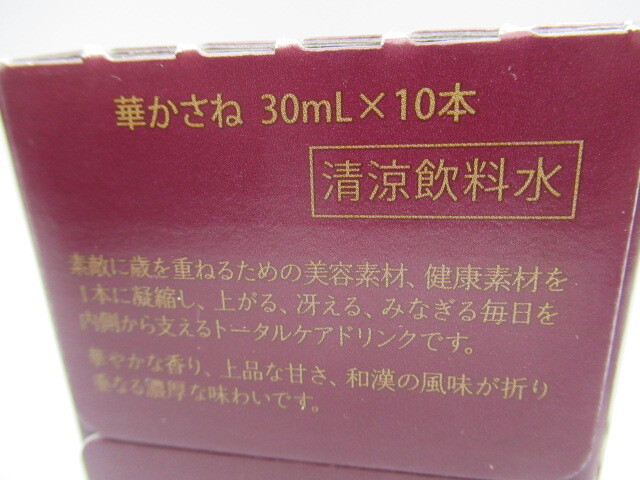 華かさね 30mL×10本
清涼飲料水
素敵に歳を重ねるための美容素材、健康素材を
1本に凝縮し、上がる、冴える、みなぎる毎日を
内側から支えるトータルケアドリンクです。
華やかな香り、上品な甘さ、和漢の風味が折り
重なる濃厚な味わいです。